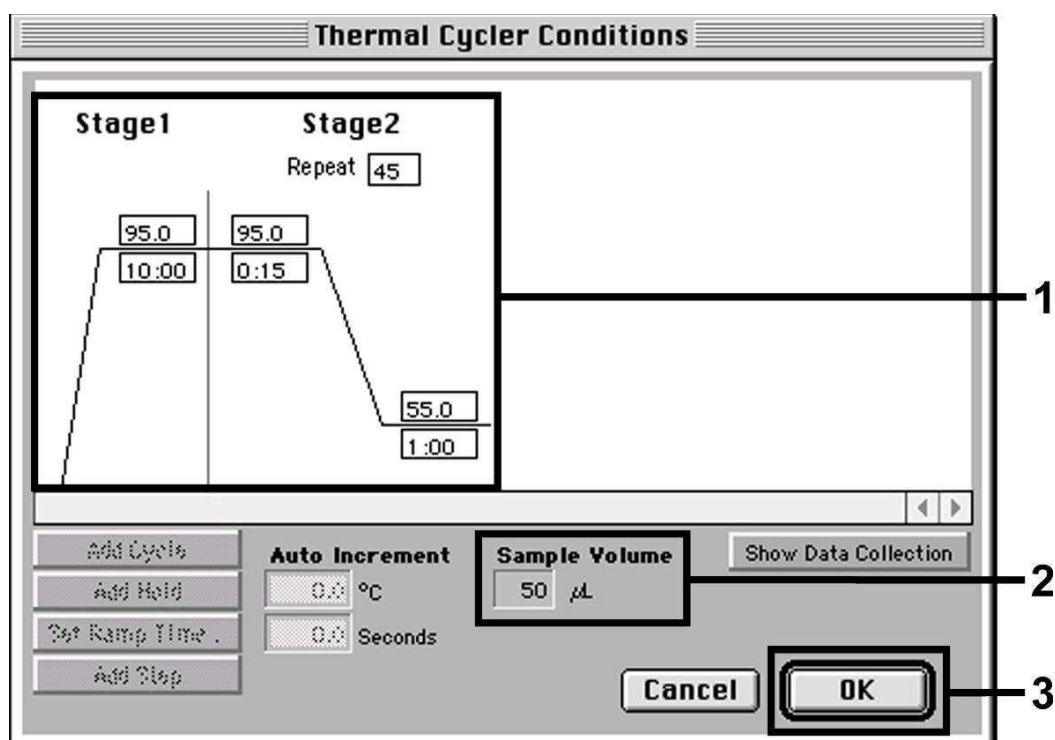 Thermal Cycler Conditions
Stage1 Stage2
Repeat 45
95.0 95.0
10:00 0:15
55.0
1:00
1
Add Cycle
Add Hold
Set Ramp Time .
Add Step
Auto Increment
0.0 °C
0.0 Seconds
Sample Volume
50 µL
Show Data Collection
2
Cancel OK
3